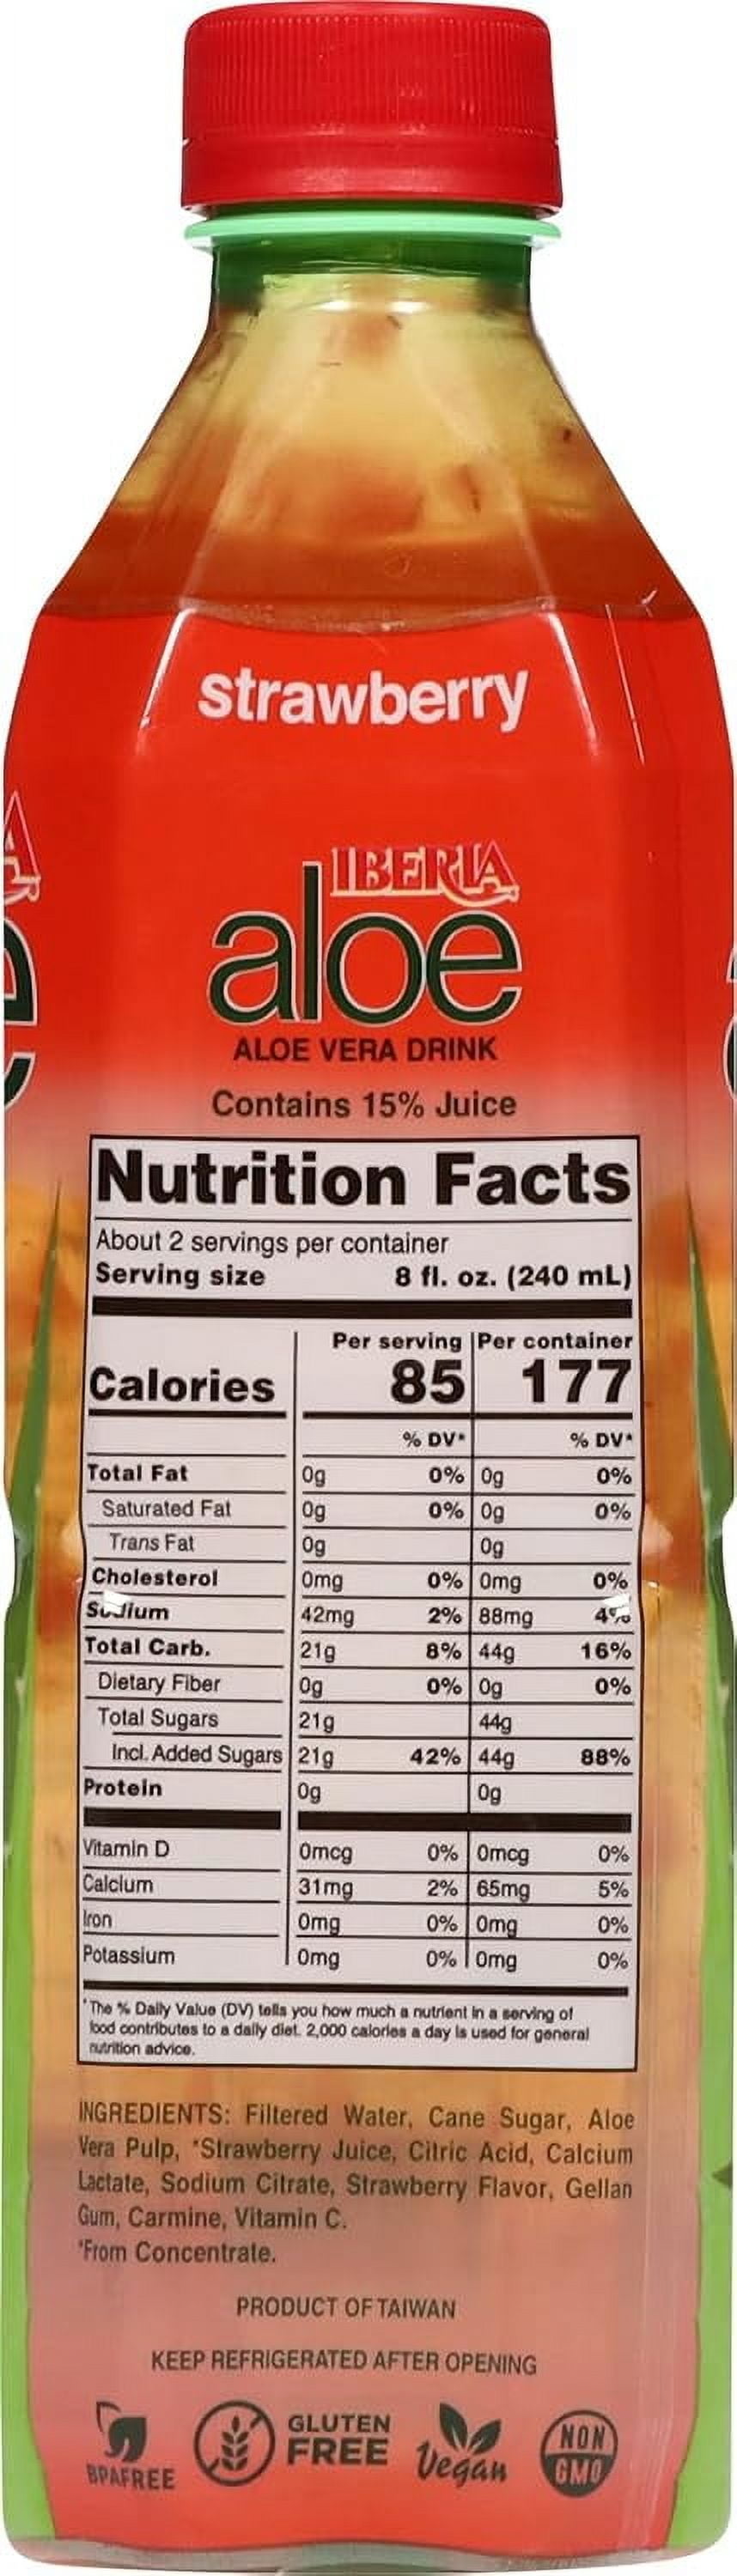 strawberry
IBERIA
aloe
ALOE VERA DRINK
Contains 15% Juice
Nutrition Facts
About 2 servings per container
Serving size 8 fl. oz. (240 mL)
Per serving Per container
Calories 85 177
% DV* % DV*
Total Fat 0g 0% 0g 0%
Saturated Fat 0g 0% 0g 0%
Trans Fat 0g 0g
Cholesterol 0mg 0% 0mg 0%
Sodium 42mg 2% 88mg 4%
Total Carb. 21g 8% 44g 16%
Dietary Fiber 0g 0% 0g 0%
Total Sugars 21g 44g
Incl. Added Sugars 21g 42% 44g 88%
Protein 0g 0g
Vitamin D 0mcg 0% 0mcg 0%
Calcium 31mg 2% 65mg 5%
Iron 0mg 0% 0mg 0%
Potassium 0mg 0% 0mg 0%
*The % Daily Value (DV) tells you how much a nutrient in a serving of
food contributes to a daily diet. 2,000 calories a day is used for general
nutrition advice.
INGREDIENTS: Filtered Water, Cane Sugar, Aloe
Vera Pulp, *Strawberry Juice, Citric Acid, Calcium
Lactate, Sodium Citrate, Strawberry Flavor, Gellan
Gum, Carmine, Vitamin C.
*From Concentrate.
PRODUCT OF TAIWAN
KEEP REFRIGERATED AFTER OPENING
BPAFREE
GLUTEN
FREE
Vegan
NON
GMO